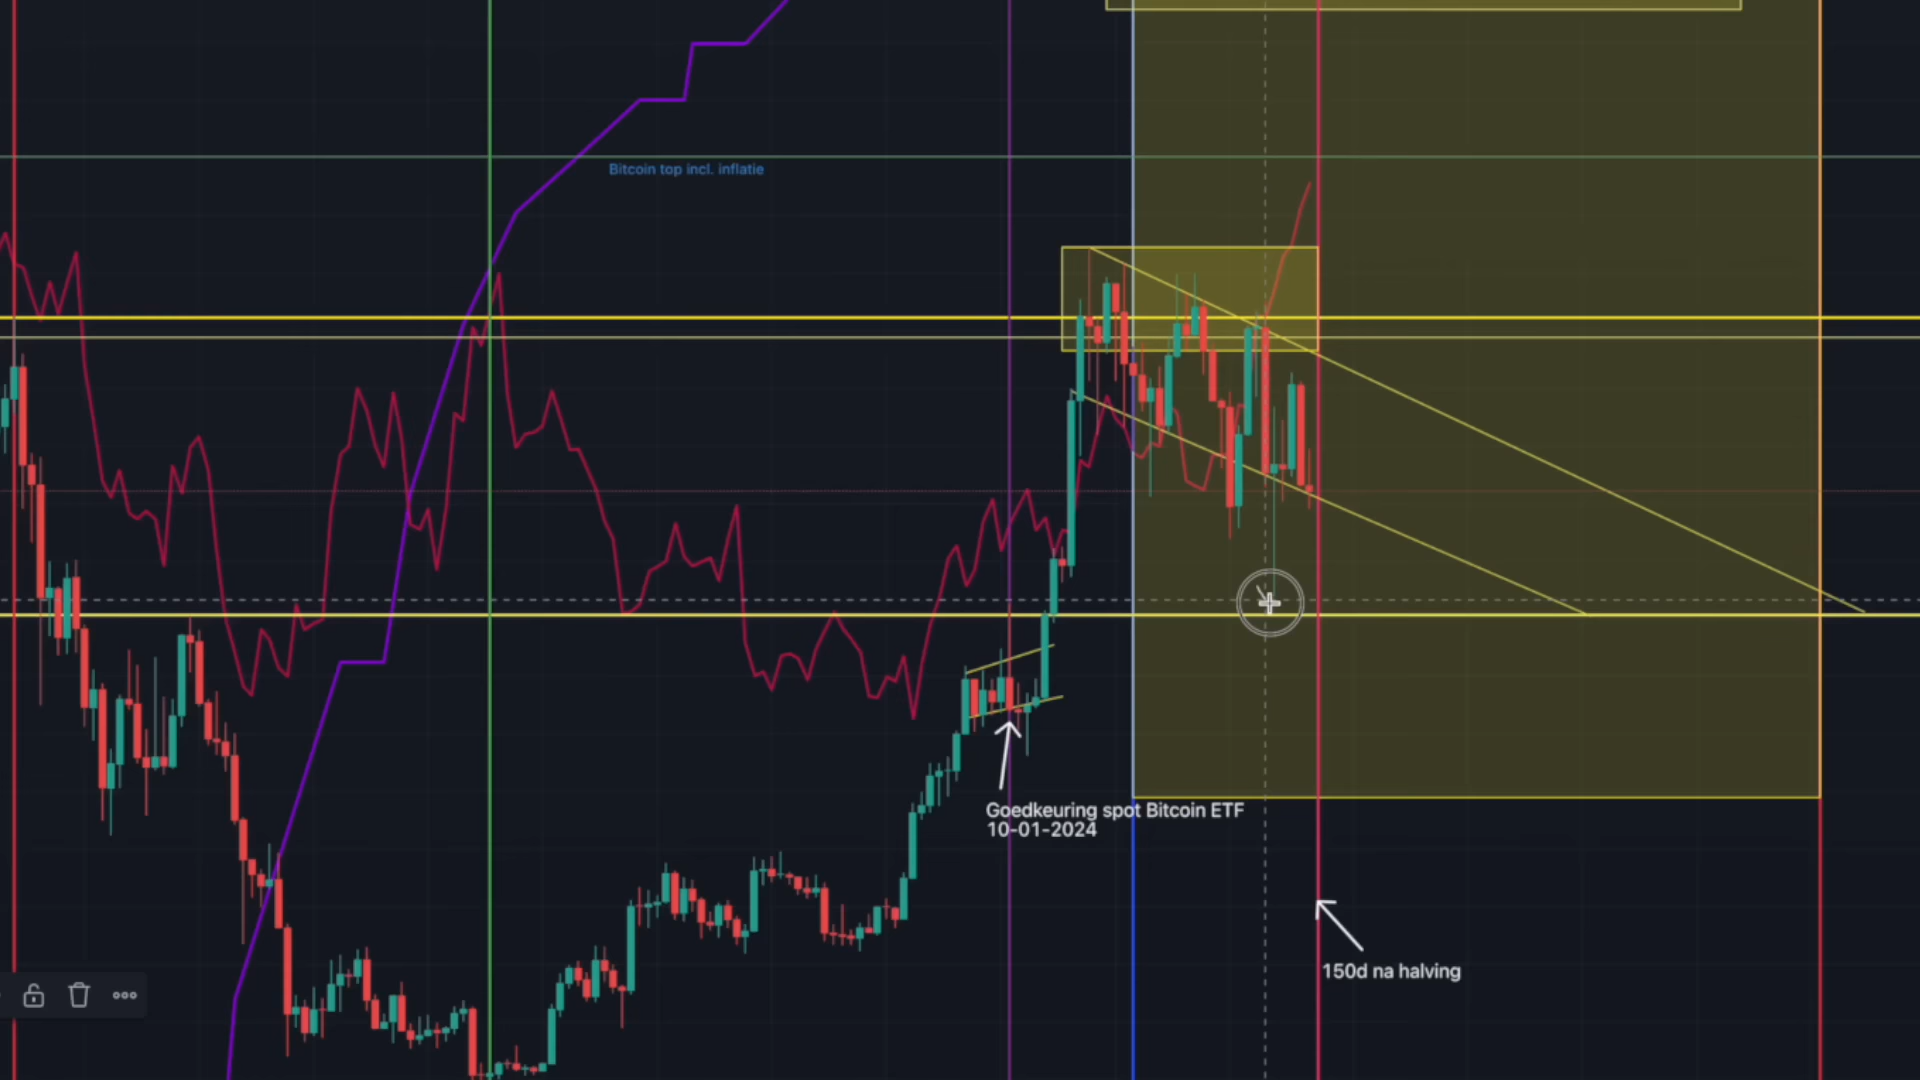 Bitcoin top incl. inflatie
Goedkeuring spot Bitcoin ETF
10-01-2024
150d na halving